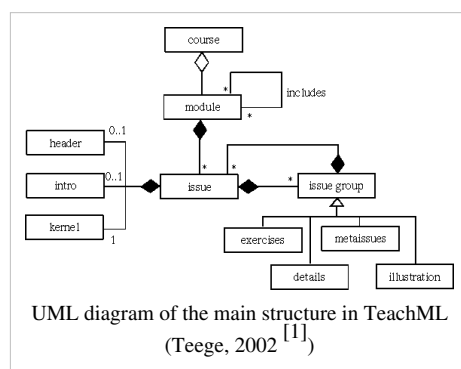 course
*
includes
module
*
header
0..1
*
*
intro
0..1
issue
*
issue group
kernel
1
exercises
metaissues
details
illustration
UML diagram of the main structure in TeachML
(Teege, 2002 [1])